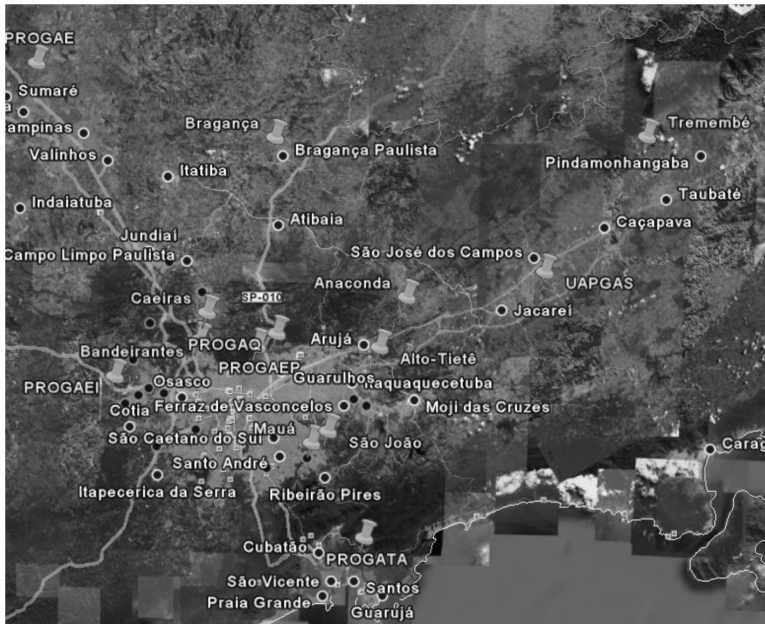 PROGAE
Sumaré
Campinas
Valinhos
Indaiatuba
Itatiba
Bragança
Bragança Paulista
Atibaia
Tremembé
Pindamonhangaba
Taubaté
Caçapava
Jundiaí
Campo Limpo Paulista
São José dos Campos
UAPGAS
Anaconda
Jacareí
Caeiras
SP-010
Arujá
Alto-Tietê
Bandeirantes
PROGAQ
PROGAEP
PROGAEI
Guarulhos
Itaquaquecetuba
Osasco
Cotia
Ferraz de Vasconcelos
Moji das Cruzes
Mauá
São Caetano do Sul
São João
Santo André
Itapecerica da Serra
Ribeirão Pires
Carag
Cubatão
PROGATA
São Vicente
Santos
Praia Grande
Guarujá